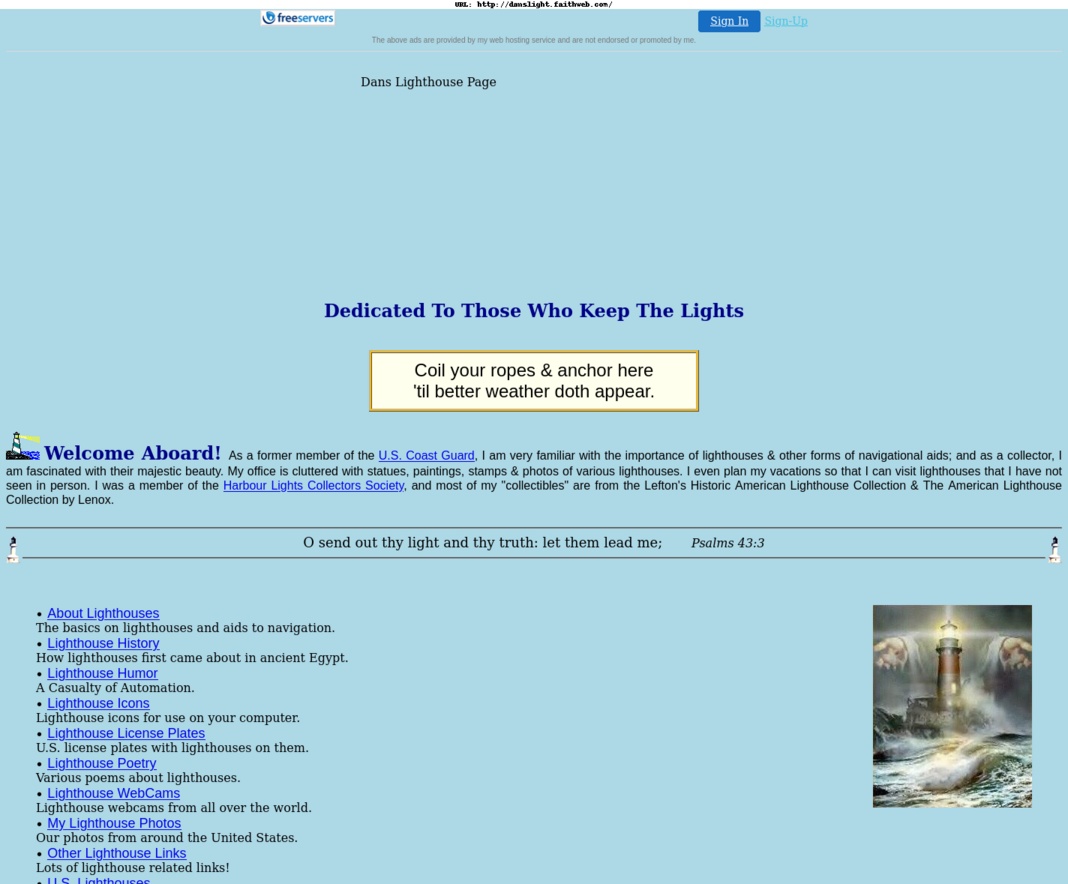 URL: http://danslight.faithweb.com/
freeservers
Sign In Sign-Up
The above ads are provided by my web hosting service and are not endorsed or promoted by me.
Dans Lighthouse Page
Dedicated To Those Who Keep The Lights
Coil your ropes & anchor here
'til better weather doth appear.
Welcome Aboard! As a former member of the U.S. Coast Guard, I am very familiar with the importance of lighthouses & other forms of navigational aids; and as a collector, I
am fascinated with their majestic beauty. My office is cluttered with statues, paintings, stamps & photos of various lighthouses. I even plan my vacations so that I can visit lighthouses that I have not
seen in person. I was a member of the Harbour Lights Collectors Society, and most of my "collectibles" are from the Lefton's Historic American Lighthouse Collection & The American Lighthouse
Collection by Lenox.
O send out thy light and thy truth: let them lead me; Psalms 43:3
• About Lighthouses
The basics on lighthouses and aids to navigation.
• Lighthouse History
How lighthouses first came about in ancient Egypt.
• Lighthouse Humor
A Casualty of Automation.
• Lighthouse Icons
Lighthouse icons for use on your computer.
• Lighthouse License Plates
U.S. license plates with lighthouses on them.
• Lighthouse Poetry
Various poems about lighthouses.
• Lighthouse WebCams
Lighthouse webcams from all over the world.
• My Lighthouse Photos
Our photos from around the United States.
• Other Lighthouse Links
Lots of lighthouse related links!
• U.S. Lighthouses